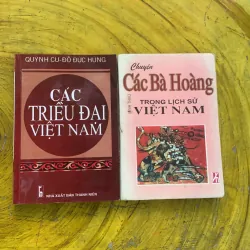 QUỲNH CƯ-ĐỖ ĐỨC HÙNG
CÁC
TRIỀU ĐẠI
VIỆT NAM
NHÀ XUẤT BẢN THANH NIÊN
Chuyện
Các Bà Hoàng
TRONG LỊCH SỬ
VIỆT NAM